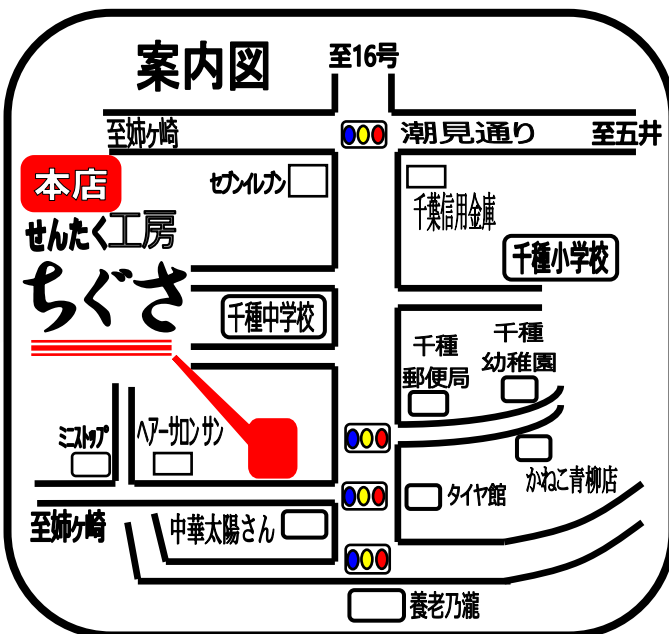 案内図
至16号
至姉ヶ崎
潮見通り
至五井
本店
せんたく工房
ちぐさ
セブンイレブン
千葉信用金庫
千種小学校
千種中学校
千種
郵便局
千種
幼稚園
ミニストップ
ヘアーサロン サン
かねこ青柳店
タイヤ館
至姉ヶ崎
中華太陽さん
養老乃瀧